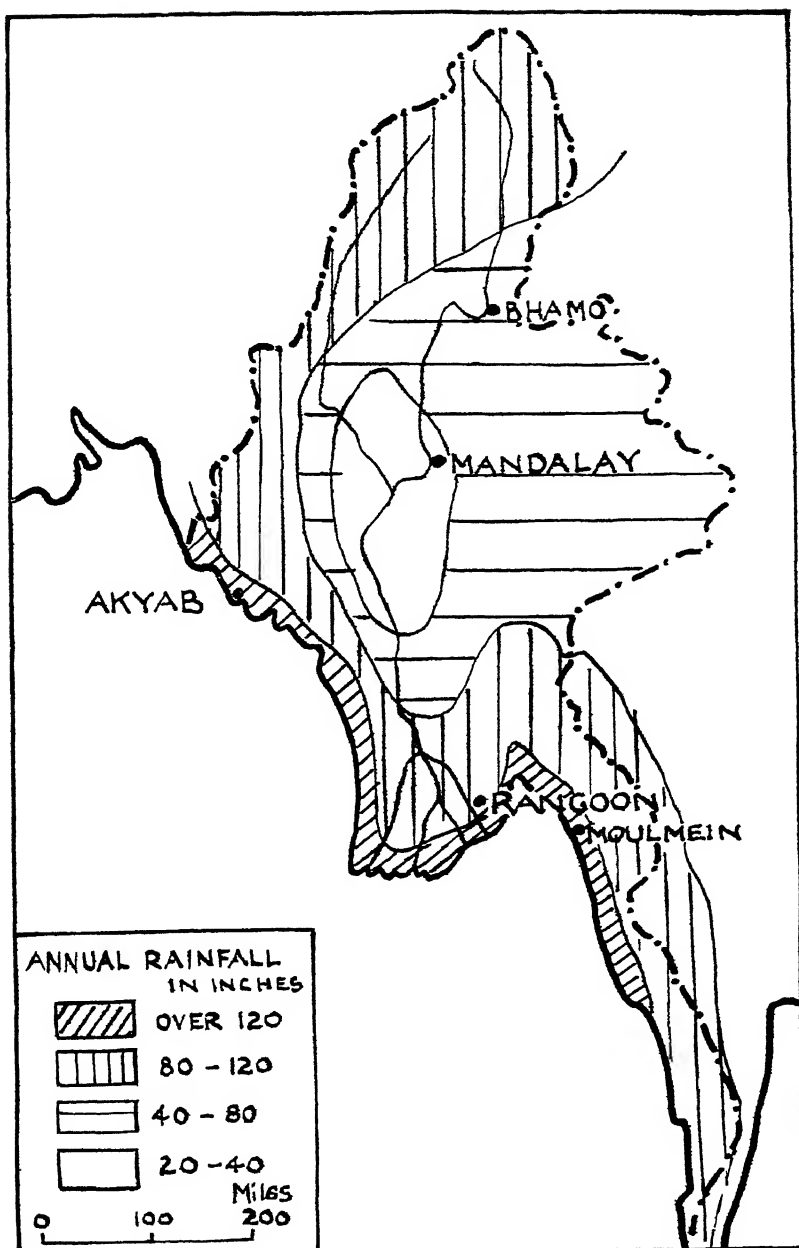 BHAMO
MANDALAY
AKYAB
RANGOON
MOULMEIN
ANNUAL RAINFALL
IN INCHES
OVER 120
80 - 120
40 - 80
20 - 40
Miles
0 100 200